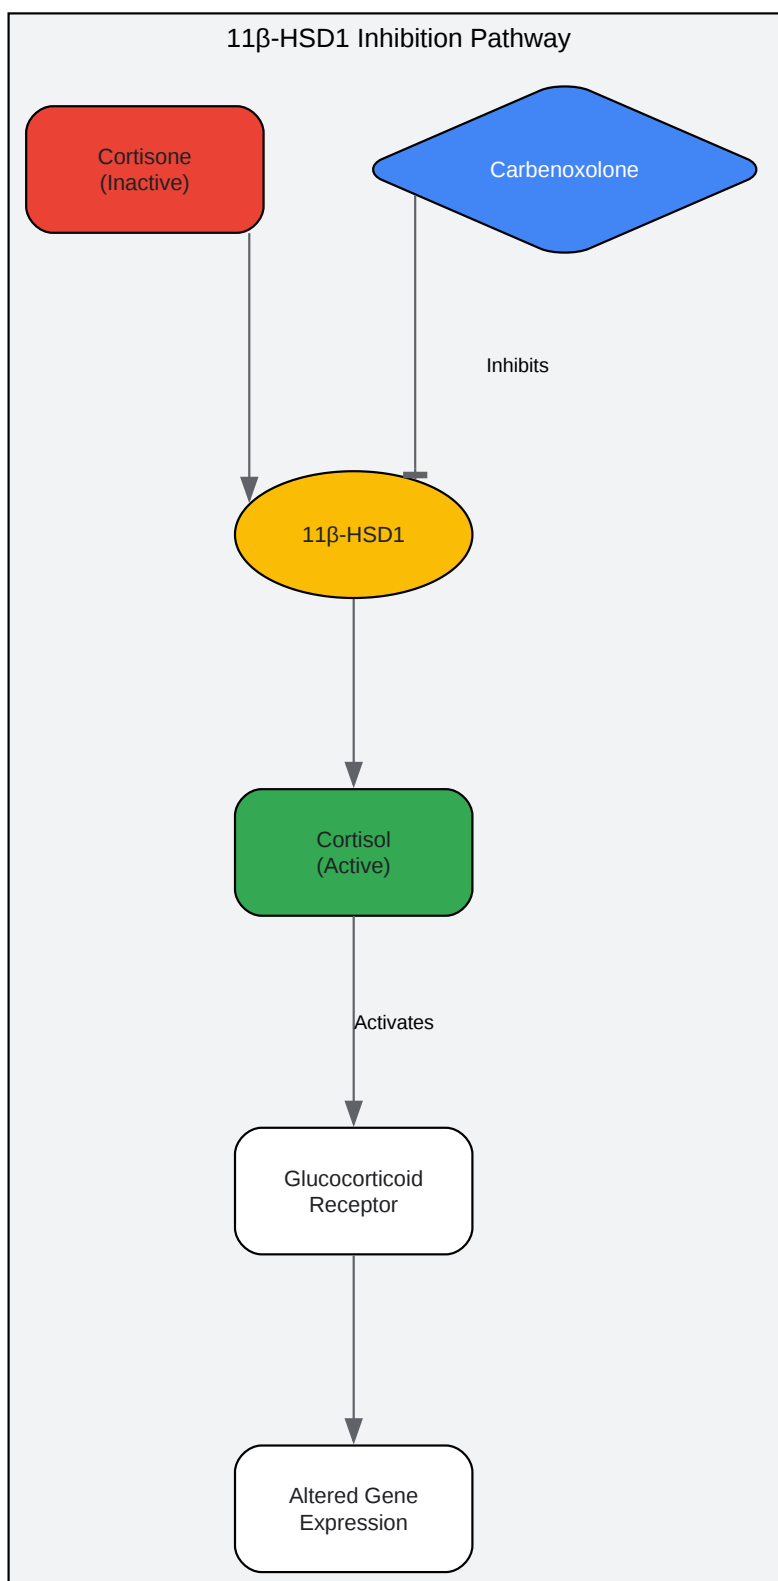 11β-HSD1 Inhibition Pathway
Cortisone
(Inactive)
Carbenoxolone
Inhibits
11β-HSD1
Cortisol
(Active)
Activates
Glucocorticoid
Receptor
Altered Gene
Expression